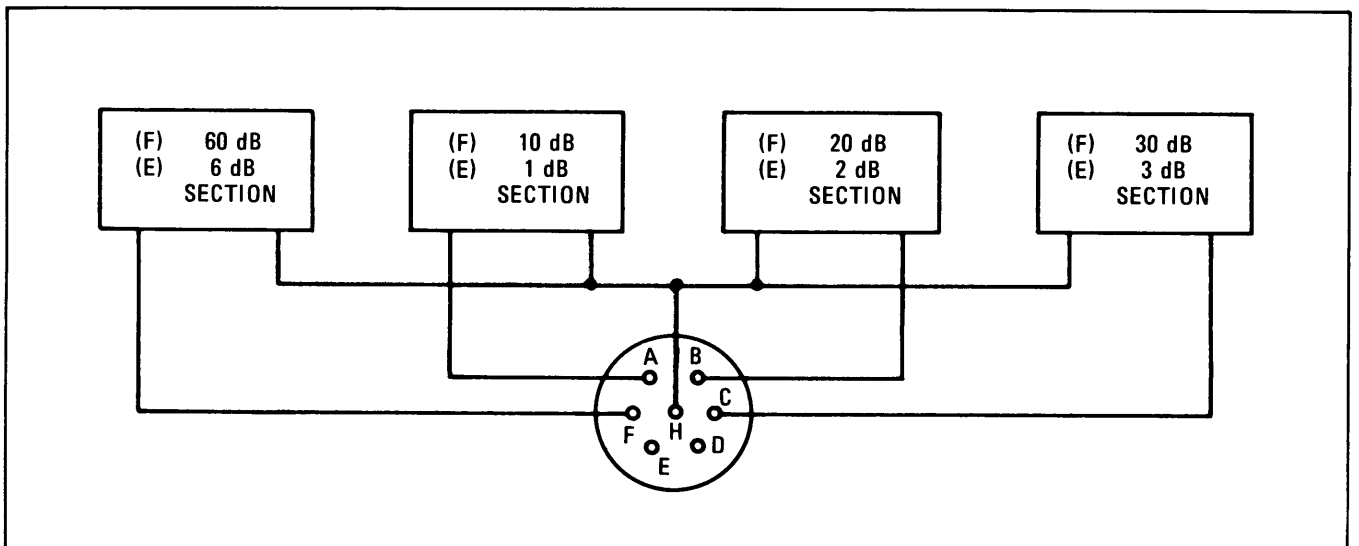 (F) 60 dB
(E) 6 dB
SECTION
(F) 10 dB
(E) 1 dB
SECTION
(F) 20 dB
(E) 2 dB
SECTION
(F) 30 dB
(E) 3 dB
SECTION
A B
C
F H D
E